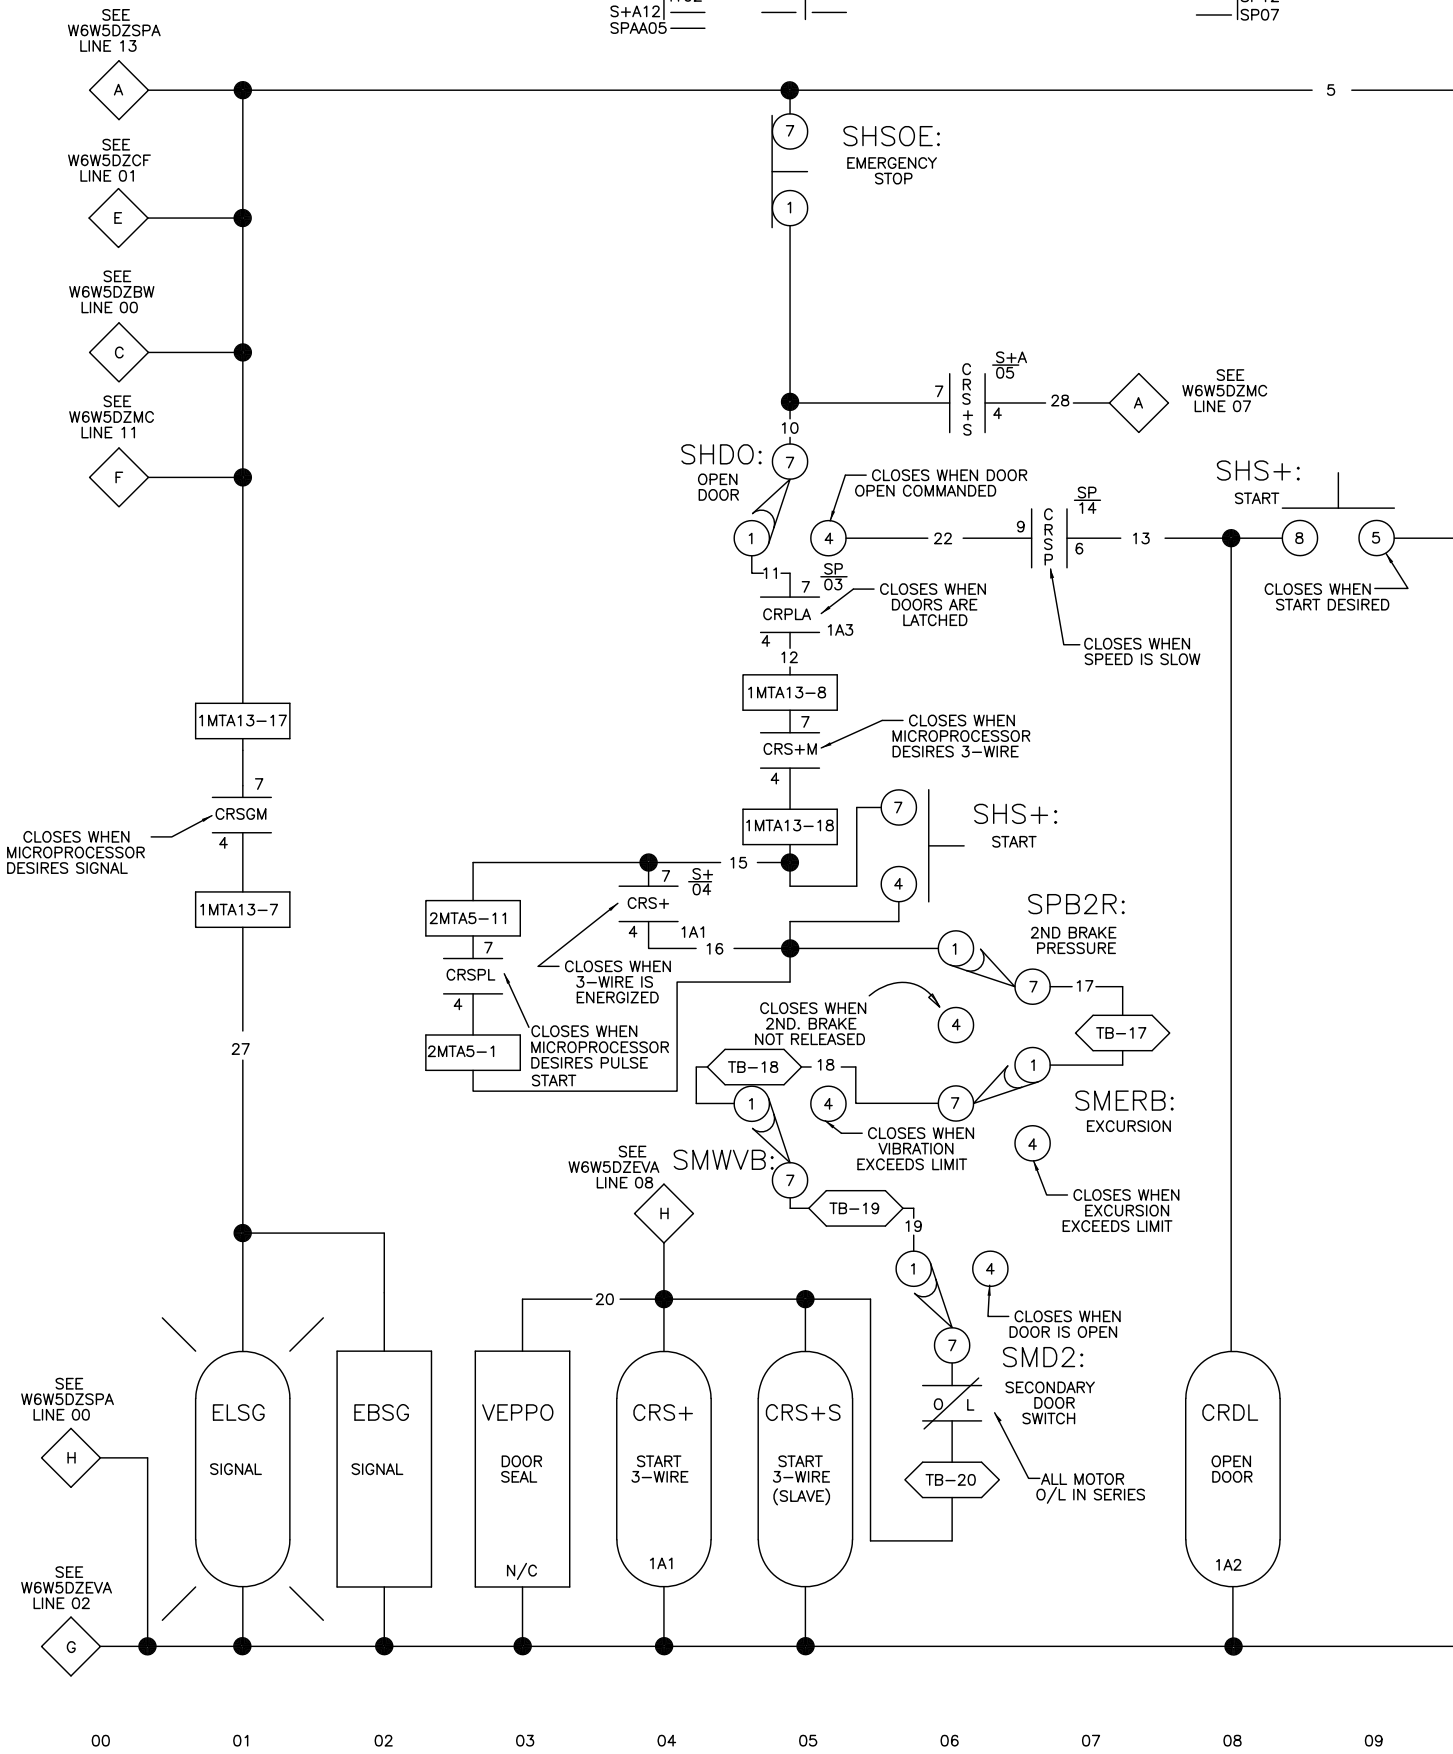 S+A12
SPAA05
SP07
SEE
W6W5DZSPA
LINE 13
A
5
7
SHSOE:
EMERGENCY
STOP
1
SEE
W6W5DZCF
LINE 01
E
SEE
W6W5DZBW
LINE 00
C
SEE
W6W5DZMC
LINE 11
F
7
CRS+S
S+A
05
4
28
A
SEE
W6W5DZMC
LINE 07
10
SHDO:
OPEN
DOOR
7
1
4
CLOSES WHEN DOOR
OPEN COMMANDED
22
9
CRSP
SP
14
6
13
SHS+:
START
8
5
CLOSES WHEN
START DESIRED
CLOSES WHEN
SPEED IS SLOW
11
7
SP
03
CRPLA
4
1A3
CLOSES WHEN
DOORS ARE
LATCHED
12
1MTA13-8
7
CRS+M
4
CLOSES WHEN
MICROPROCESSOR
DESIRES 3-WIRE
1MTA13-18
1MTA13-17
7
CRSGM
4
CLOSES WHEN
MICROPROCESSOR
DESIRES SIGNAL
1MTA13-7
27
7
4
SHS+:
START
15
7
S+
04
CRS+
4
1A1
16
CLOSES WHEN
3-WIRE IS
ENERGIZED
2MTA5-11
7
CRSPL
4
2MTA5-1
CLOSES WHEN
MICROPROCESSOR
DESIRES PULSE
START
SPB2R:
2ND BRAKE
PRESSURE
1
7
17
4
CLOSES WHEN
2ND. BRAKE
NOT RELEASED
TB-17
1
7
SMERB:
EXCURSION
4
CLOSES WHEN
EXCURSION
EXCEEDS LIMIT
18
TB-18
1
4
CLOSES WHEN
VIBRATION
EXCEEDS LIMIT
SMWVB:
7
TB-19
19
SEE
W6W5DZEVA
LINE 08
H
1
4
CLOSES WHEN
DOOR IS OPEN
7
SMD2:
SECONDARY
DOOR
SWITCH
O L
ALL MOTOR
O/L IN SERIES
TB-20
20
SEE
W6W5DZSPA
LINE 00
H
SEE
W6W5DZEVA
LINE 02
G
ELSG
SIGNAL
EBSG
SIGNAL
VEPPO
DOOR
SEAL
N/C
CRS+
START
3-WIRE
1A1
CRS+S
START
3-WIRE
(SLAVE)
CRDL
OPEN
DOOR
1A2
00 01 02 03 04 05 06 07 08 09